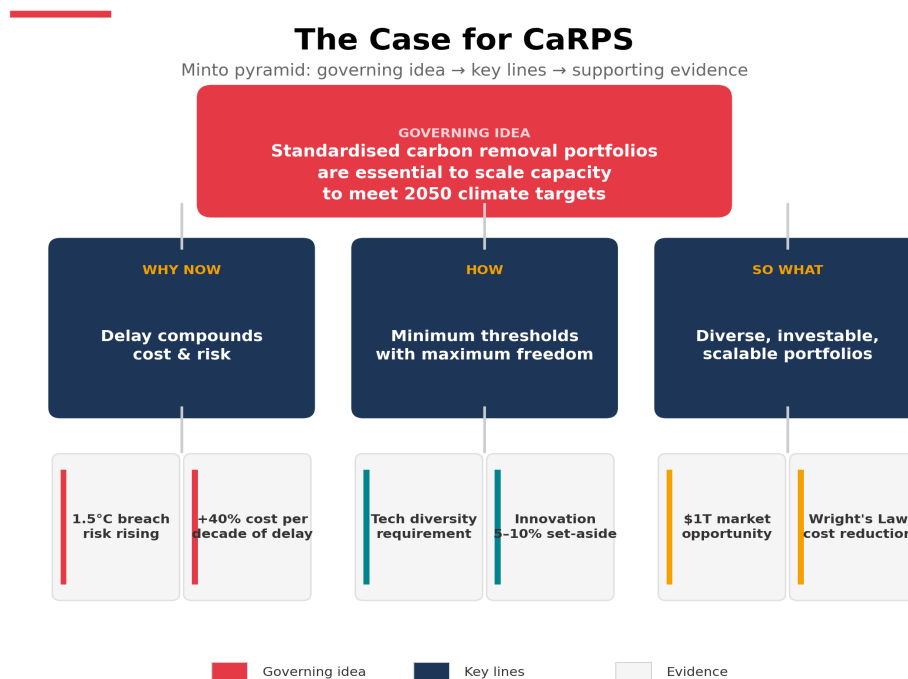 The Case for CaRPS
Minto pyramid: governing idea → key lines → supporting evidence
GOVERNING IDEA
Standardised carbon removal portfolios
are essential to scale capacity
to meet 2050 climate targets
WHY NOW
Delay compounds
cost & risk
HOW
Minimum thresholds
with maximum freedom
SO WHAT
Diverse, investable,
scalable portfolios
1.5°C breach
risk rising
+40% cost per
decade of delay
Tech diversity
requirement
Innovation
5–10% set-aside
$1T market
opportunity
Wright's Law
cost reduction
Governing idea
Key lines
Evidence